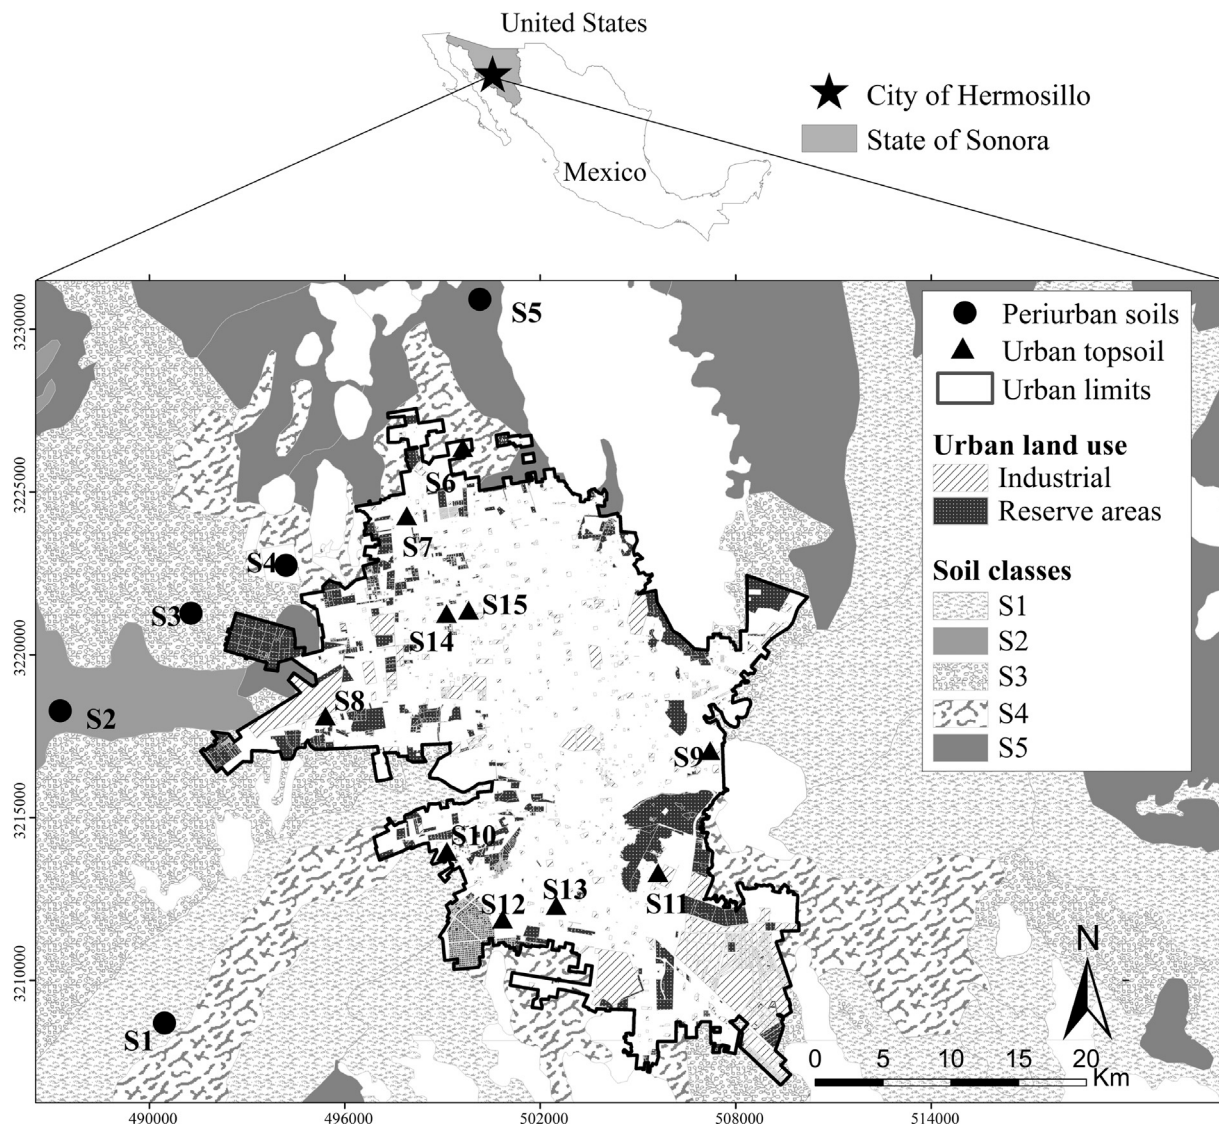 United States
City of Hermosillo
State of Sonora
Mexico
Periurban soils
Urban topsoil
Urban limits
Urban land use
Industrial
Reserve areas
Soil classes
S1
S2
S3
S4
S5
S5
S6
S7
S4
S3
S15
S14
S8
S2
S9
S10
S13
S12
S11
S1
N
0 5 10 15 20
Km
3230000
3225000
3220000
3215000
3210000
490000 496000 502000 508000 514000